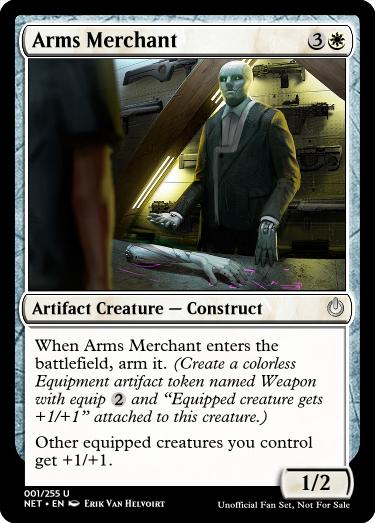 Arms Merchant 3
Artifact Creature — Construct
When Arms Merchant enters the
battlefield, arm it. (Create a colorless
Equipment artifact token named Weapon
with equip 2 and “Equipped creature gets
+1/+1” attached to this creature.)
Other equipped creatures you control
get +1/+1.
1/2
001/255 U
NET • EN Erik Van Helvoirt
Unofficial Fan Set, Not For Sale